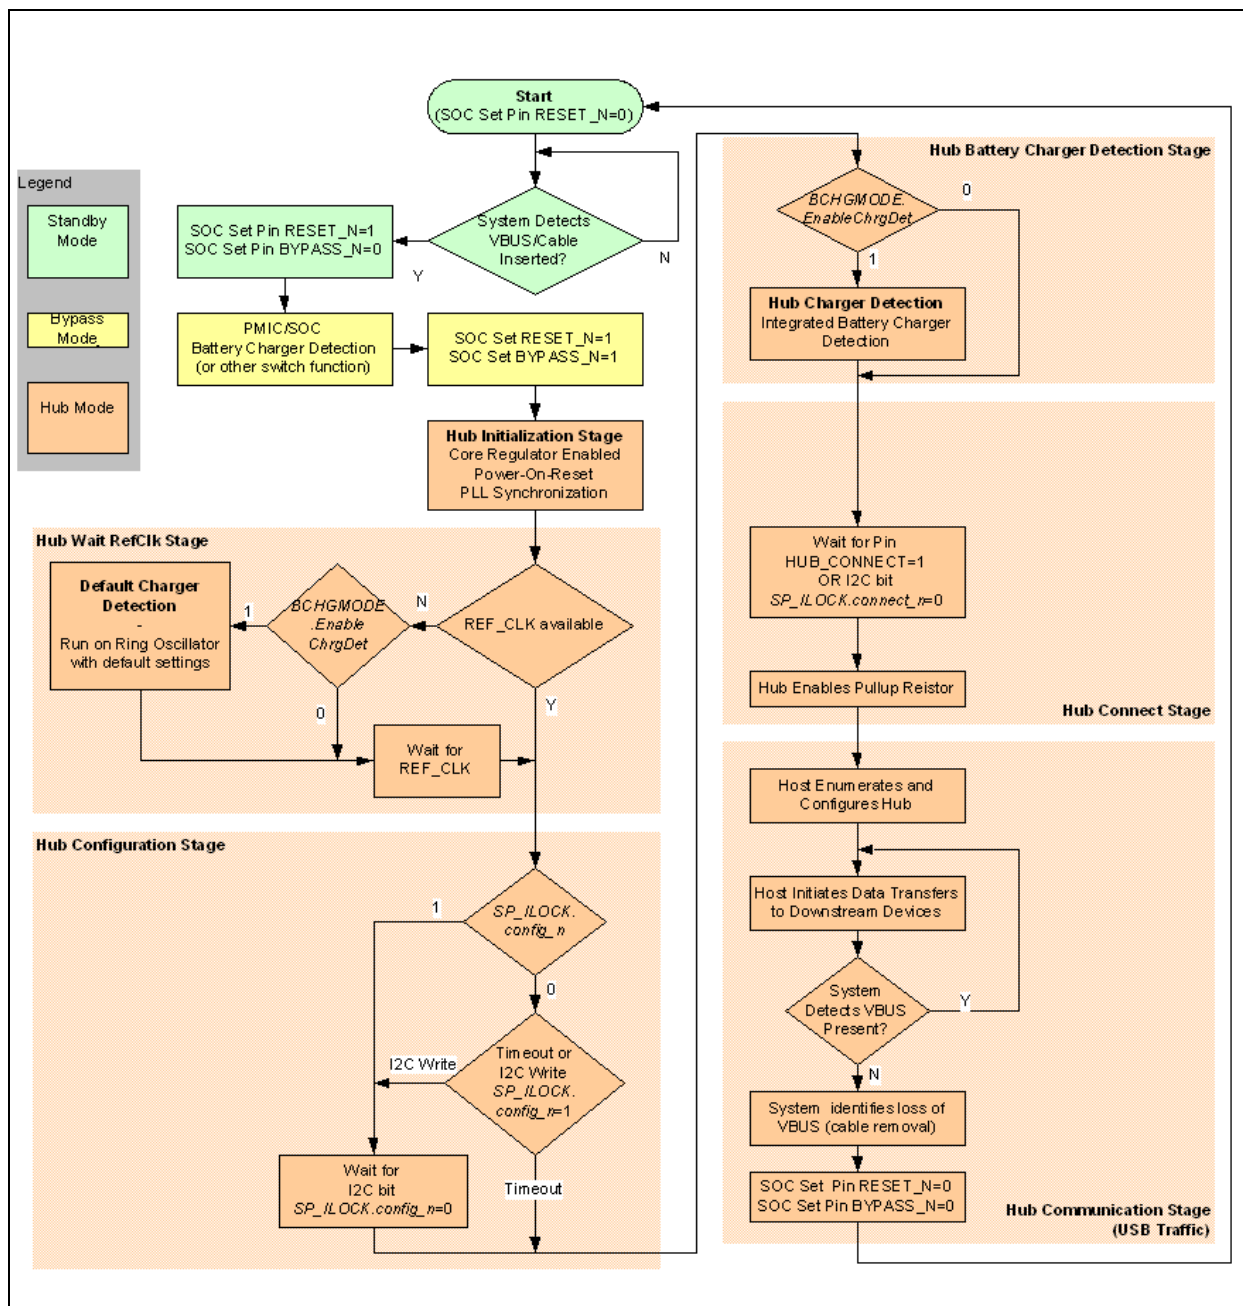 Start
(SOC Set Pin RESET_N=0)
Legend
Standby
Mode
Bypass
Mode
Hub Mode
SOC Set Pin RESET_N=1
SOC Set Pin BYPASS_N=0
System Detects
VBUS/Cable
Inserted?
Y
N
PMIC/SOC
Battery Charger Detection
(or other switch function)
SOC Set RESET_N=1
SOC Set BYPASS_N=1
Hub Initialization Stage
Core Regulator Enabled
Power-On-Reset
PLL Synchronization
Hub Wait RefClk Stage
Default Charger
Detection
-
Run on Ring Oscillator
with default settings
1
BCHGMODE
.Enable
ChrgDet
N
REF_CLK available
0
Y
Wait for
REF_CLK
Hub Configuration Stage
1
SP_ILOCK.
config_n
0
I2C Write
Timeout or
I2C Write
SP_ILOCK.
config_n=1
Wait for
I2C bit
SP_ILOCK.config_n=0
Timeout
Hub Battery Charger Detection Stage
BCHGMODE.
EnableChrgDet
0
1
Hub Charger Detection
Integrated Battery Charger
Detection
Wait for Pin
HUB_CONNECT=1
OR I2C bit
SP_ILOCK.connect_n=0
Hub Enables Pullup Reistor
Hub Connect Stage
Host Enumerates and
Configures Hub
Host Initiates Data Transfers
to Downstream Devices
System
Detects VBUS
Present?
Y
N
System identifies loss of
VBUS (cable removal)
SOC Set Pin RESET_N=0
SOC Set Pin BYPASS_N=0
Hub Communication Stage
(USB Traffic)